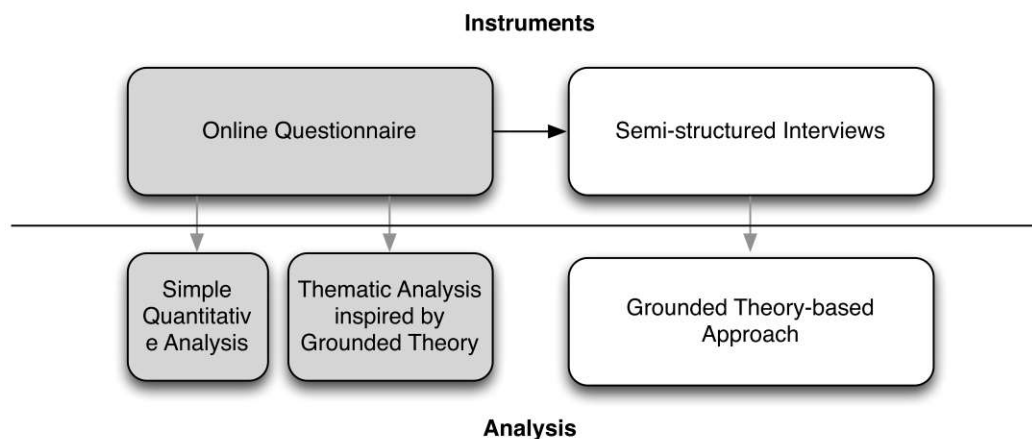 Instruments
Online Questionnaire
Semi-structured Interviews
Simple
Quantitativ
e Analysis
Thematic Analysis
inspired by
Grounded Theory
Grounded Theory-based
Approach
Analysis